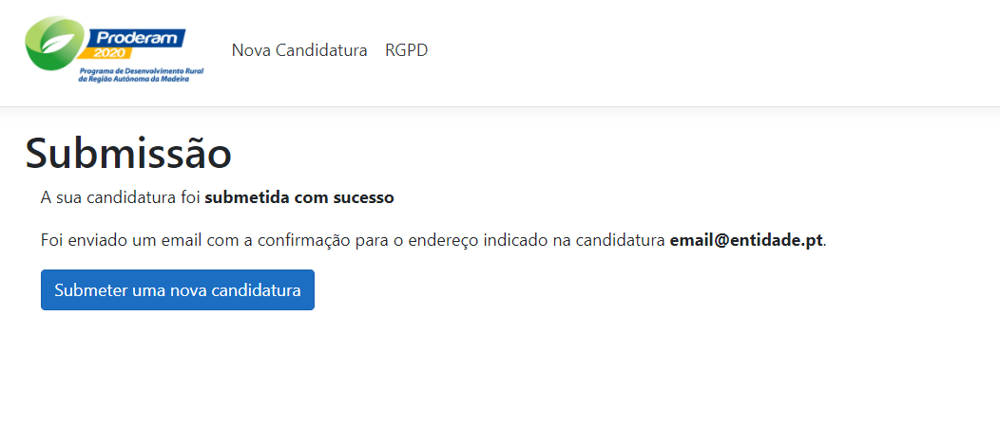 Proderam
2020
Programa de Desenvolvimento Rural
da Região Autónoma da Madeira
Nova Candidatura RGPD
Submissão
A sua candidatura foi submetida com sucesso
Foi enviado um email com a confirmação para o endereço indicado na candidatura email@entidade.pt.
Submeter uma nova candidatura